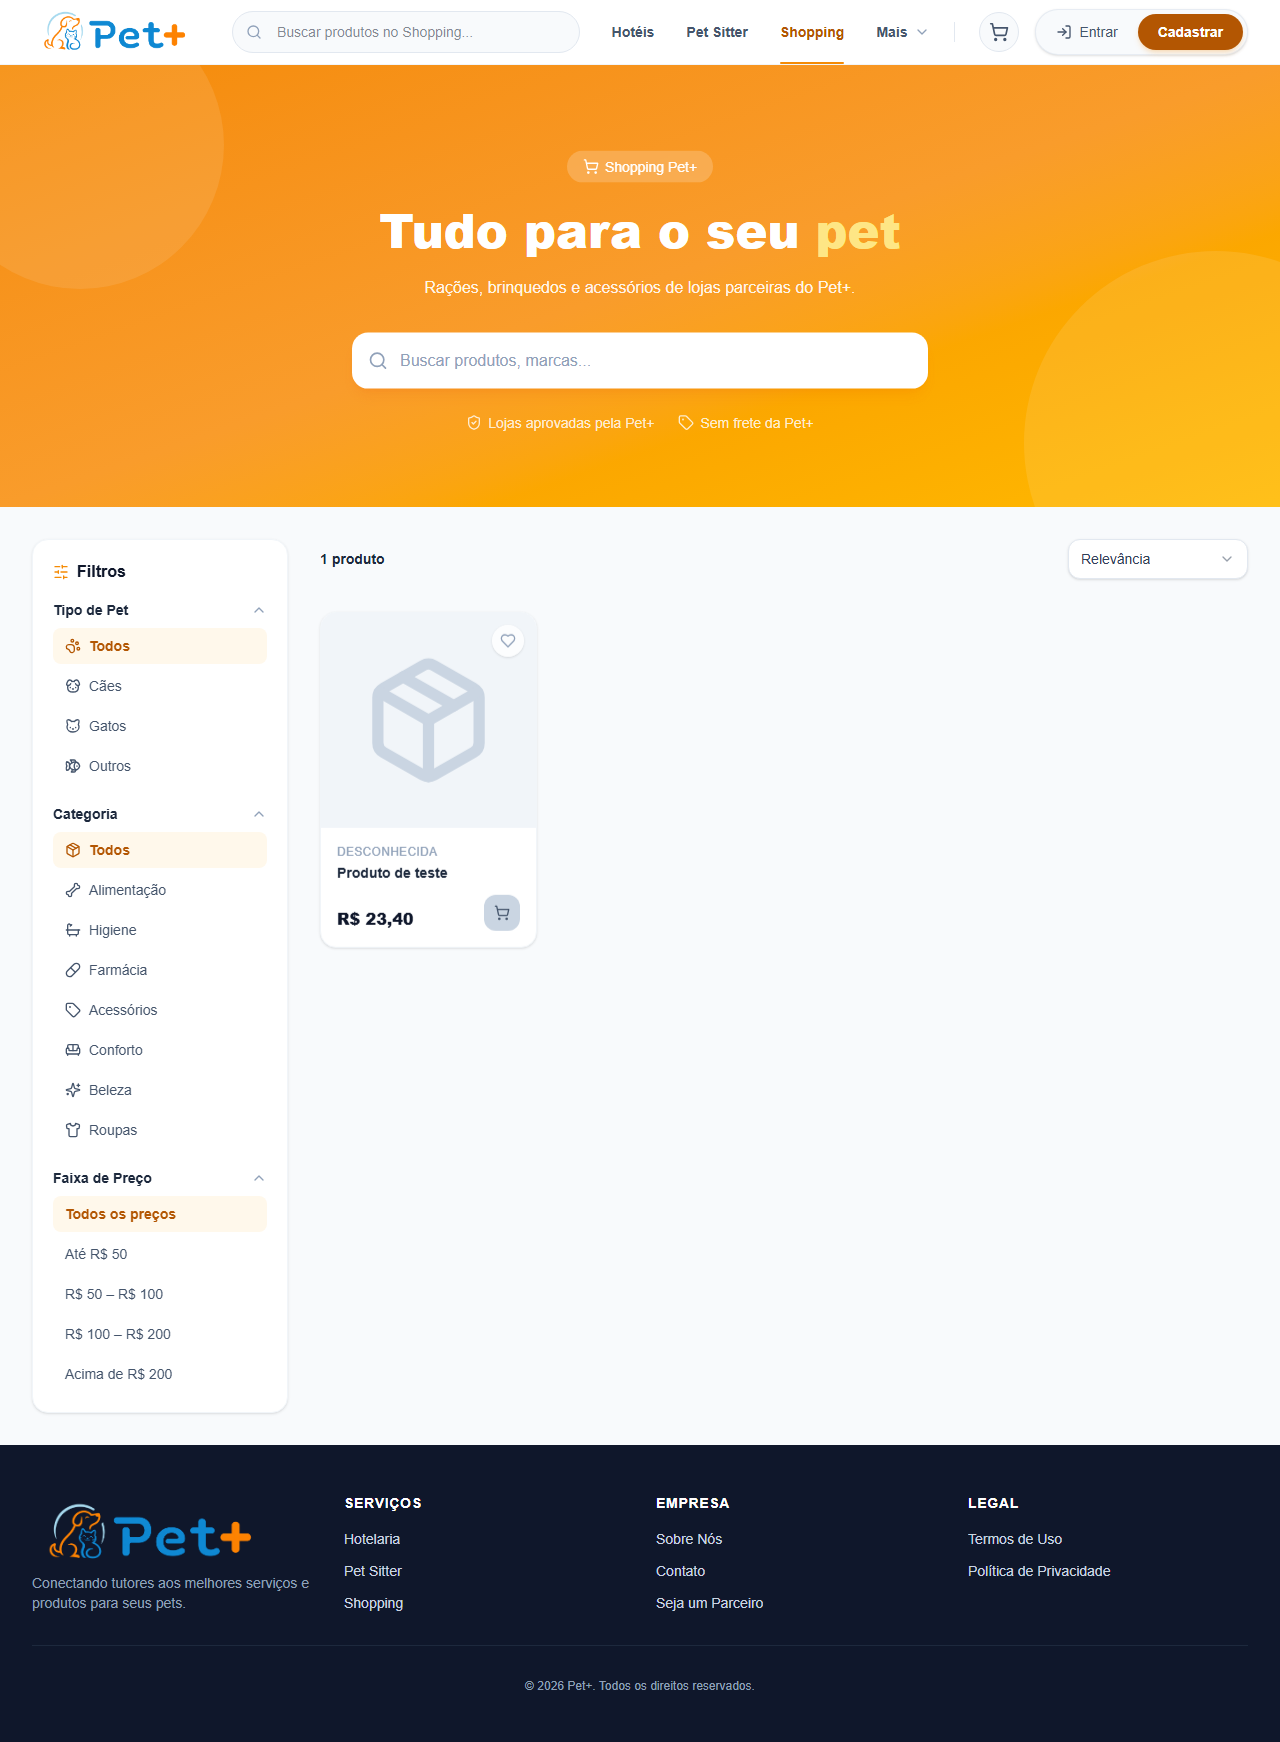 Pet+
Buscar produtos no Shopping...
Hotéis
Pet Sitter
Shopping
Mais
Entrar
Cadastrar
Shopping Pet+
Tudo para o seu pet
Rações, brinquedos e acessórios de lojas parceiras do Pet+.
Buscar produtos, marcas...
Lojas aprovadas pela Pet+
Sem frete da Pet+
Filtros
Tipo de Pet
Todos
Cães
Gatos
Outros
Categoria
Todos
Alimentação
Higiene
Farmácia
Acessórios
Conforto
Beleza
Roupas
Faixa de Preço
Todos os preços
Até R$ 50
R$ 50 – R$ 100
R$ 100 – R$ 200
Acima de R$ 200
1 produto
Relevância
DESCONHECIDA
Produto de teste
R$ 23,40
Pet+
Conectando tutores aos melhores serviços e
produtos para seus pets.
SERVIÇOS
Hotelaria
Pet Sitter
Shopping
EMPRESA
Sobre Nós
Contato
Seja um Parceiro
LEGAL
Termos de Uso
Política de Privacidade
© 2026 Pet+. Todos os direitos reservados.